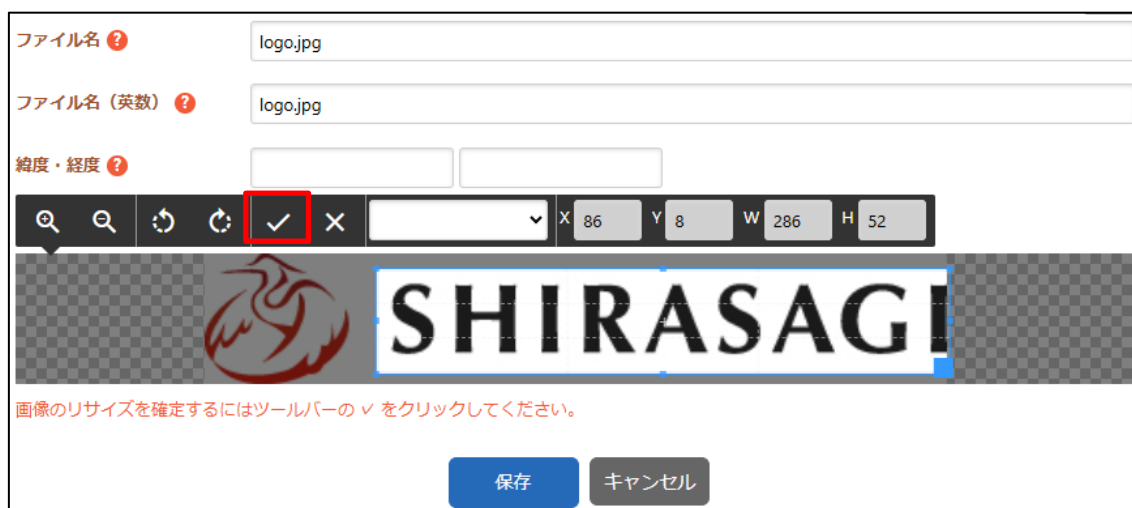 ファイル名 ?
logo.jpg
ファイル名（英数） ?
logo.jpg
緯度・経度 ?
X 86 Y 8 W 286 H 52
SHIRASAGI
画像のリサイズを確定するにはツールバーの ✓ をクリックしてください。
保存 キャンセル